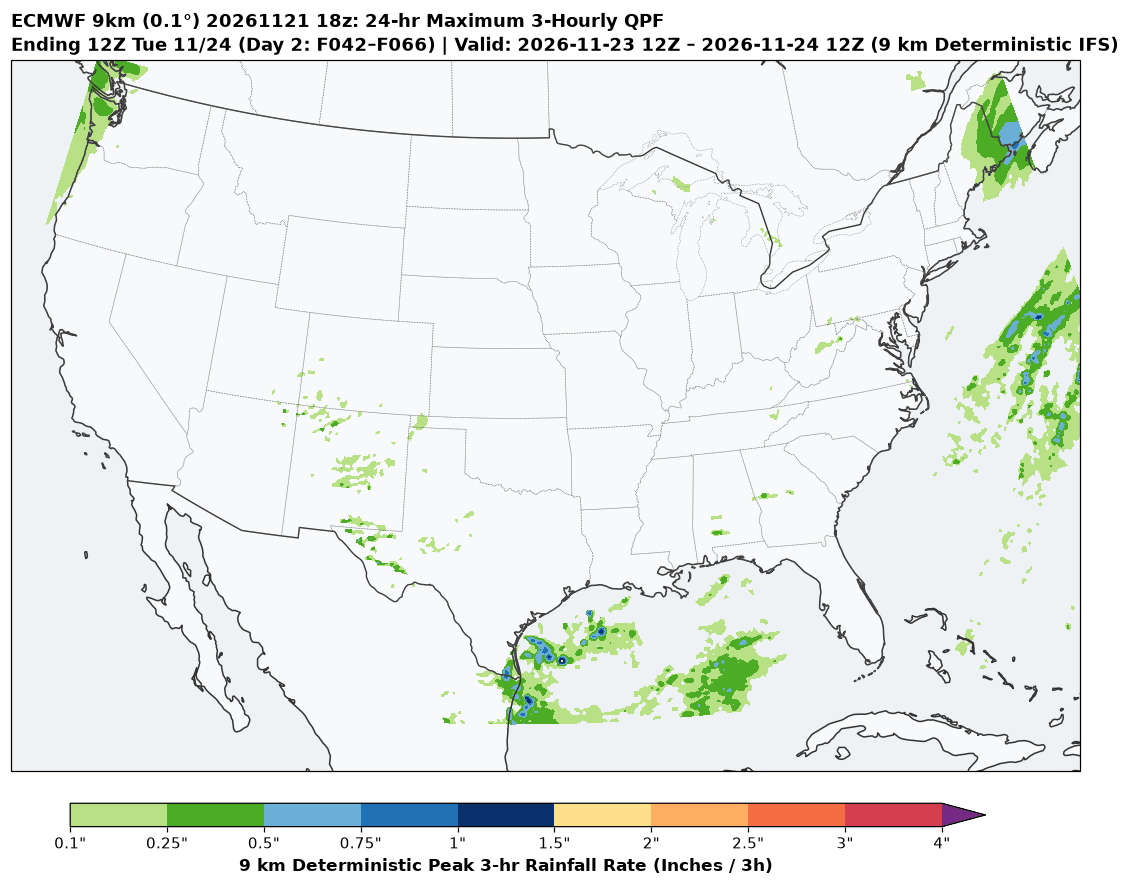 ECMWF 9km (0.1°) 20261121 18z: 24-hr Maximum 3-Hourly QPF
Ending 12Z Tue 11/24 (Day 2: F042–F066) | Valid: 2026-11-23 12Z – 2026-11-24 12Z (9 km Deterministic IFS)
0.1" 0.25" 0.5" 0.75" 1" 1.5" 2" 2.5" 3" 4"
9 km Deterministic Peak 3-hr Rainfall Rate (Inches / 3h)